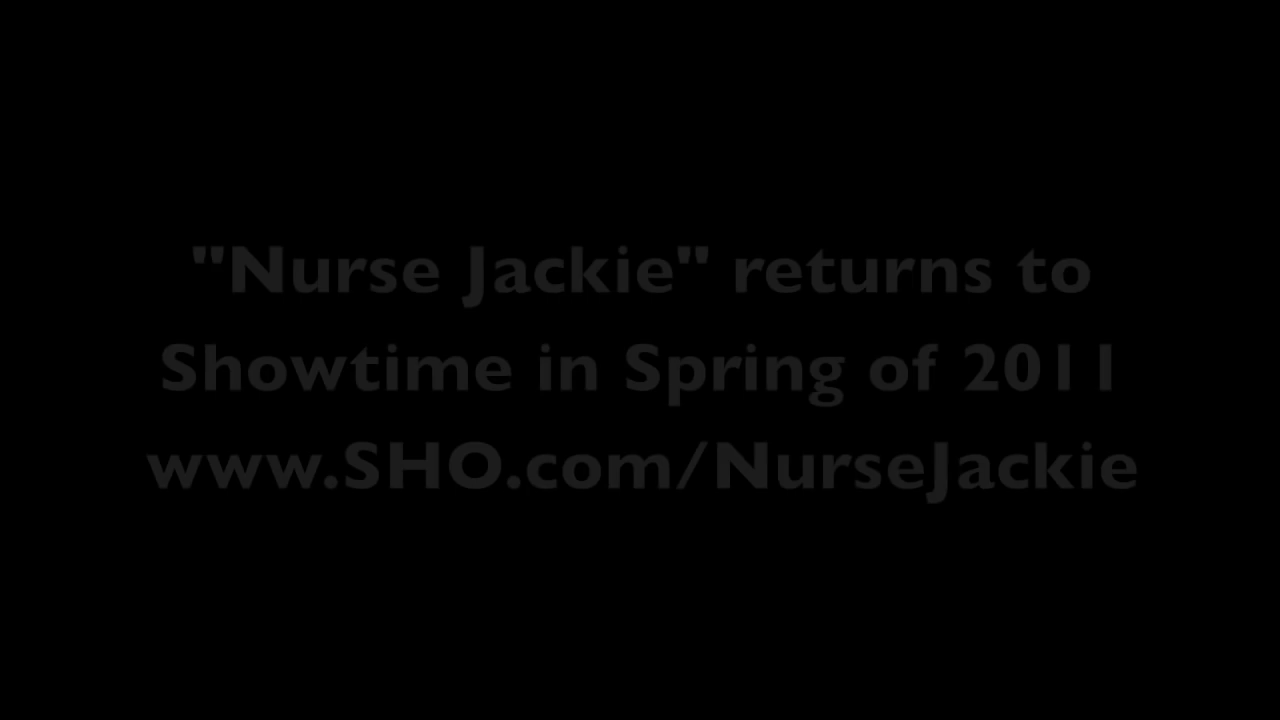 "Nurse Jackie" returns to
Showtime in Spring of 2011
www.SHO.com/NurseJackie